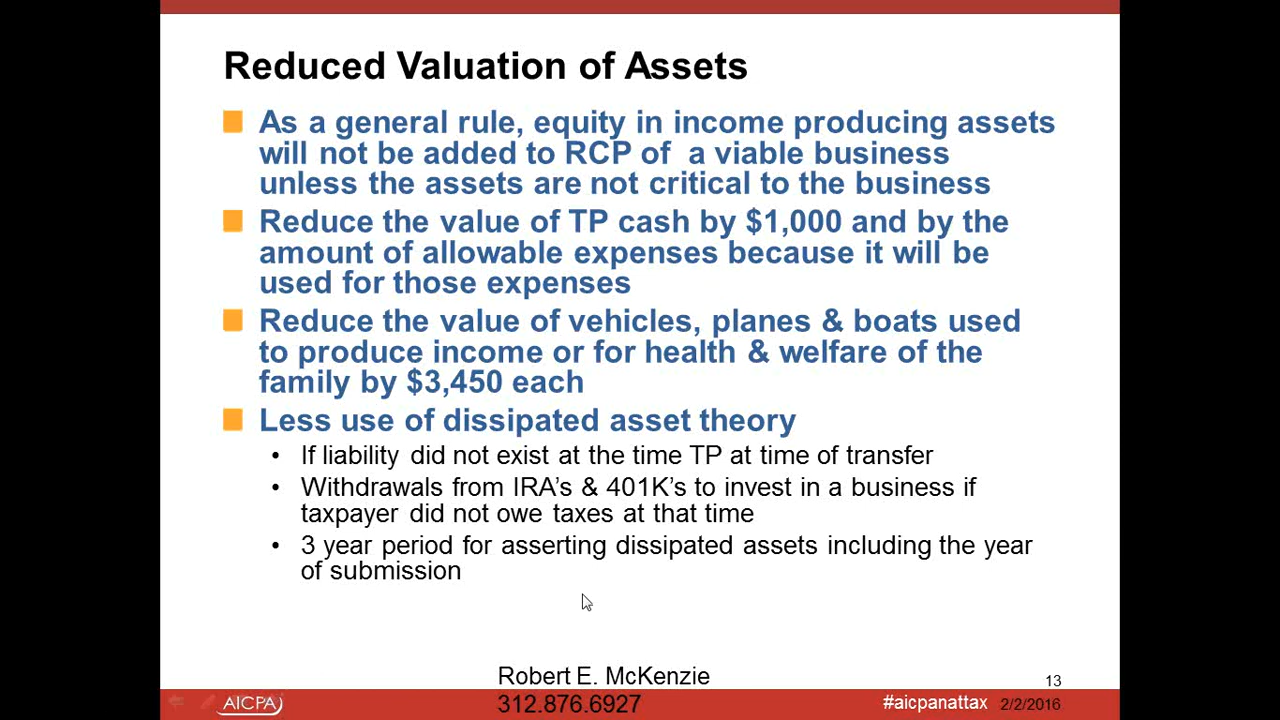 Reduced Valuation of Assets
As a general rule, equity in income producing assets
will not be added to RCP of a viable business
unless the assets are not critical to the business
Reduce the value of TP cash by $1,000 and by the
amount of allowable expenses because it will be
used for those expenses
Reduce the value of vehicles, planes & boats used
to produce income or for health & welfare of the
family by $3,450 each
Less use of dissipated asset theory
• If liability did not exist at the time TP at time of transfer
• Withdrawals from IRA’s & 401K’s to invest in a business if
taxpayer did not owe taxes at that time
• 3 year period for asserting dissipated assets including the year
of submission
Robert E. McKenzie
312.876.6927
13
AICPA
#aicpanattax
2/2/2016